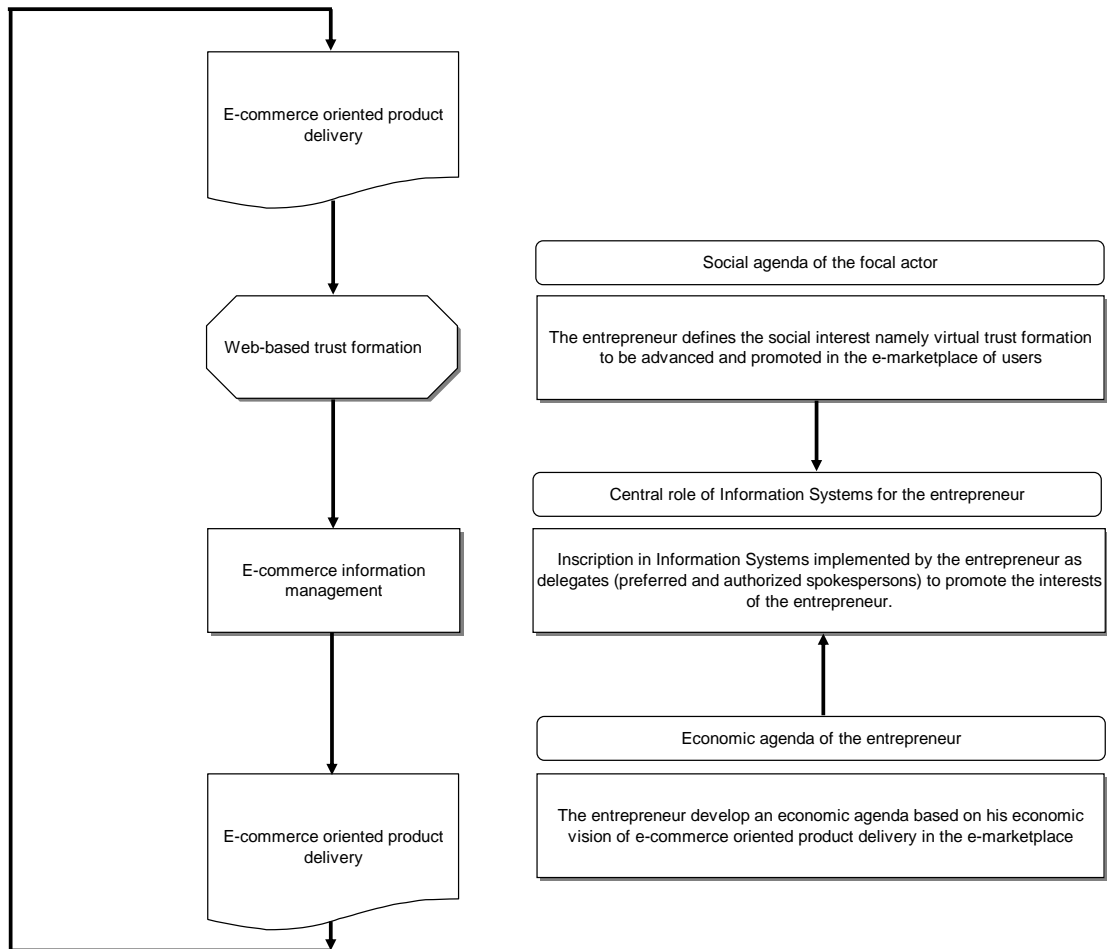 E-commerce oriented product
delivery
Web-based trust formation
E-commerce information
management
E-commerce oriented product
delivery
Social agenda of the focal actor
The entrepreneur defines the social interest namely virtual trust formation
to be advanced and promoted in the e-marketplace of users
Central role of Information Systems for the entrepreneur
Inscription in Information Systems implemented by the entrepreneur as
delegates (preferred and authorized spokespersons) to promote the interests
of the entrepreneur.
Economic agenda of the entrepreneur
The entrepreneur develop an economic agenda based on his economic
vision of e-commerce oriented product delivery in the e-marketplace